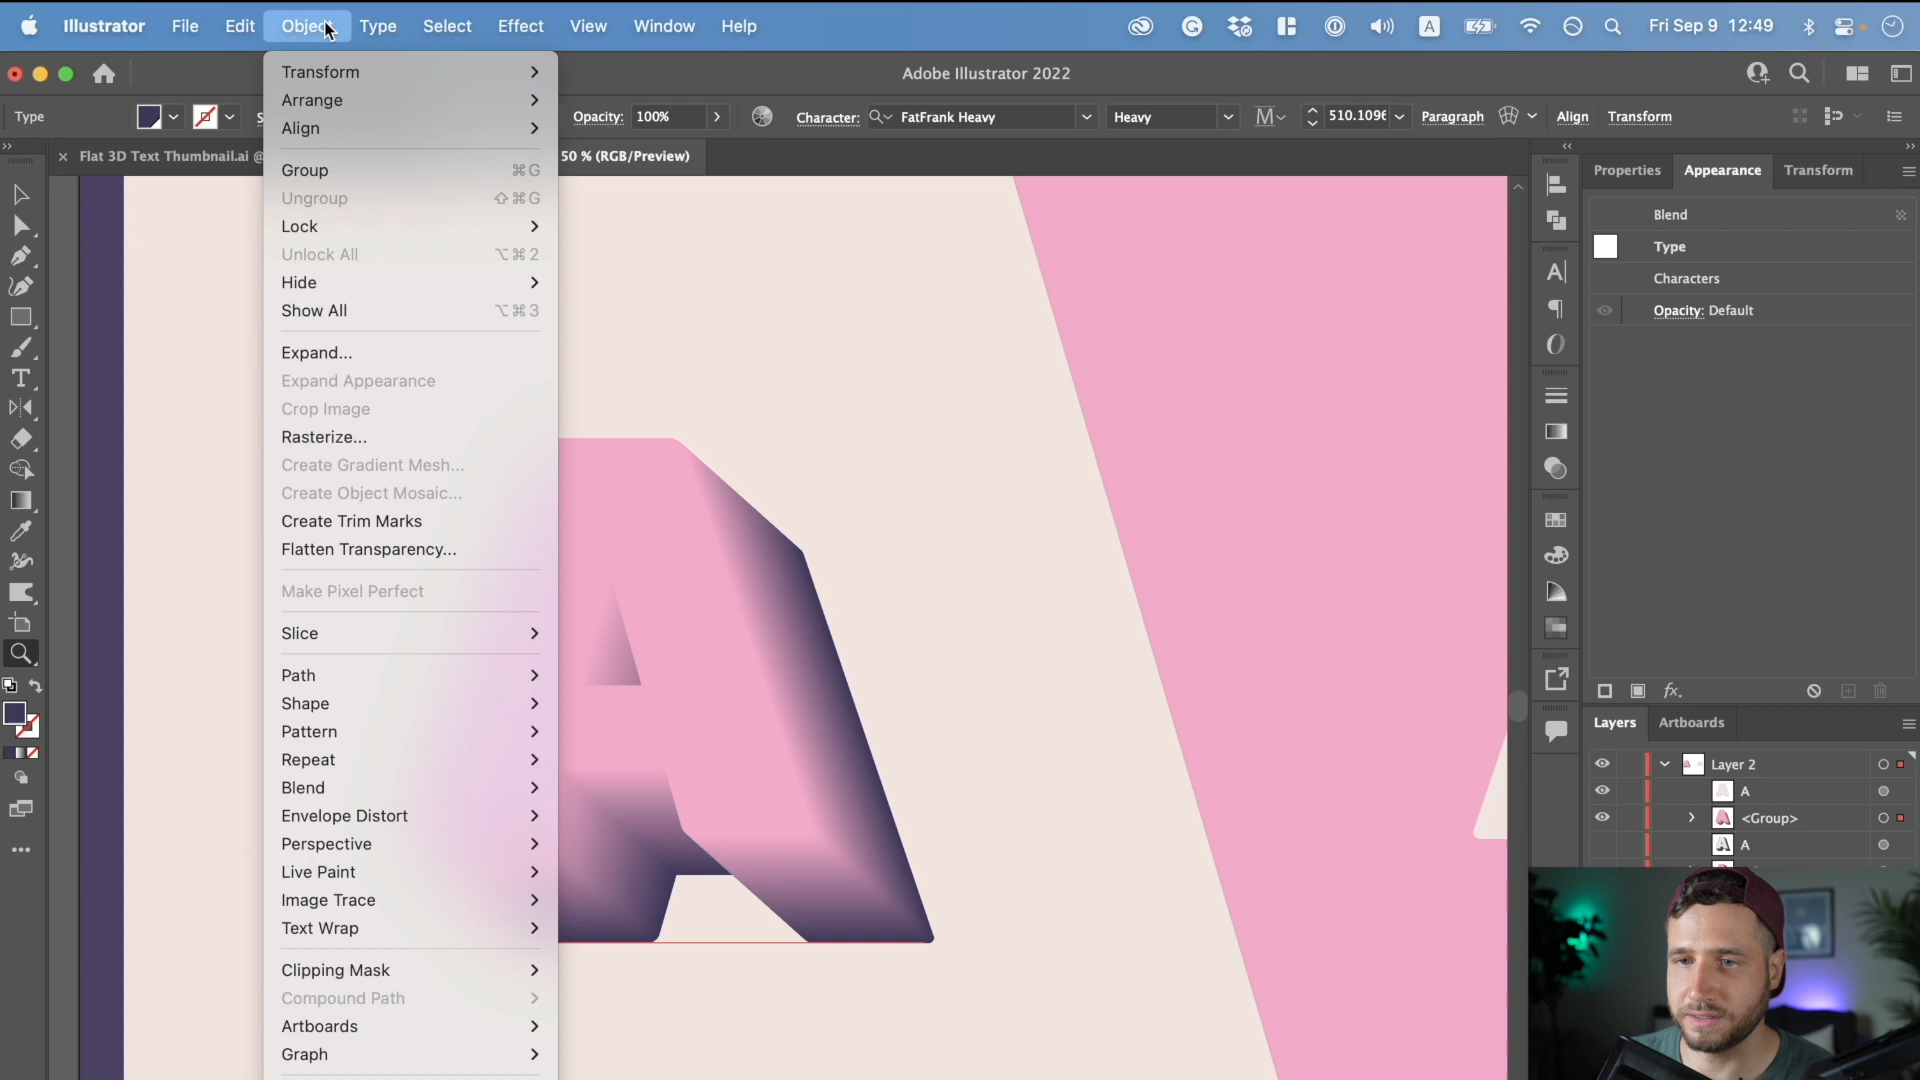 Illustrator File Edit Object Type Select Effect View Window Help
A
Fri Sep 9 12:49
Adobe Illustrator 2022
Type
Opacity: 100%
Character: FatFrank Heavy
Heavy
510.109
Paragraph
Align
Transform
Flat 3D Text Thumbnail.ai @
50 % (RGB/Preview)
Transform
Arrange
Align
Group ⌘G
Ungroup ⇧⌘G
Lock
Unlock All ⌥⌘2
Hide
Show All ⌥⌘3
Expand...
Expand Appearance
Crop Image
Rasterize...
Create Gradient Mesh...
Create Object Mosaic...
Create Trim Marks
Flatten Transparency...
Make Pixel Perfect
Slice
Path
Shape
Pattern
Repeat
Blend
Envelope Distort
Perspective
Live Paint
Image Trace
Text Wrap
Clipping Mask
Compound Path
Artboards
Graph
A
Properties Appearance Transform
Blend
Type
Characters
Opacity: Default
fx.
Layers Artboards
Layer 2
A
<Group>
A